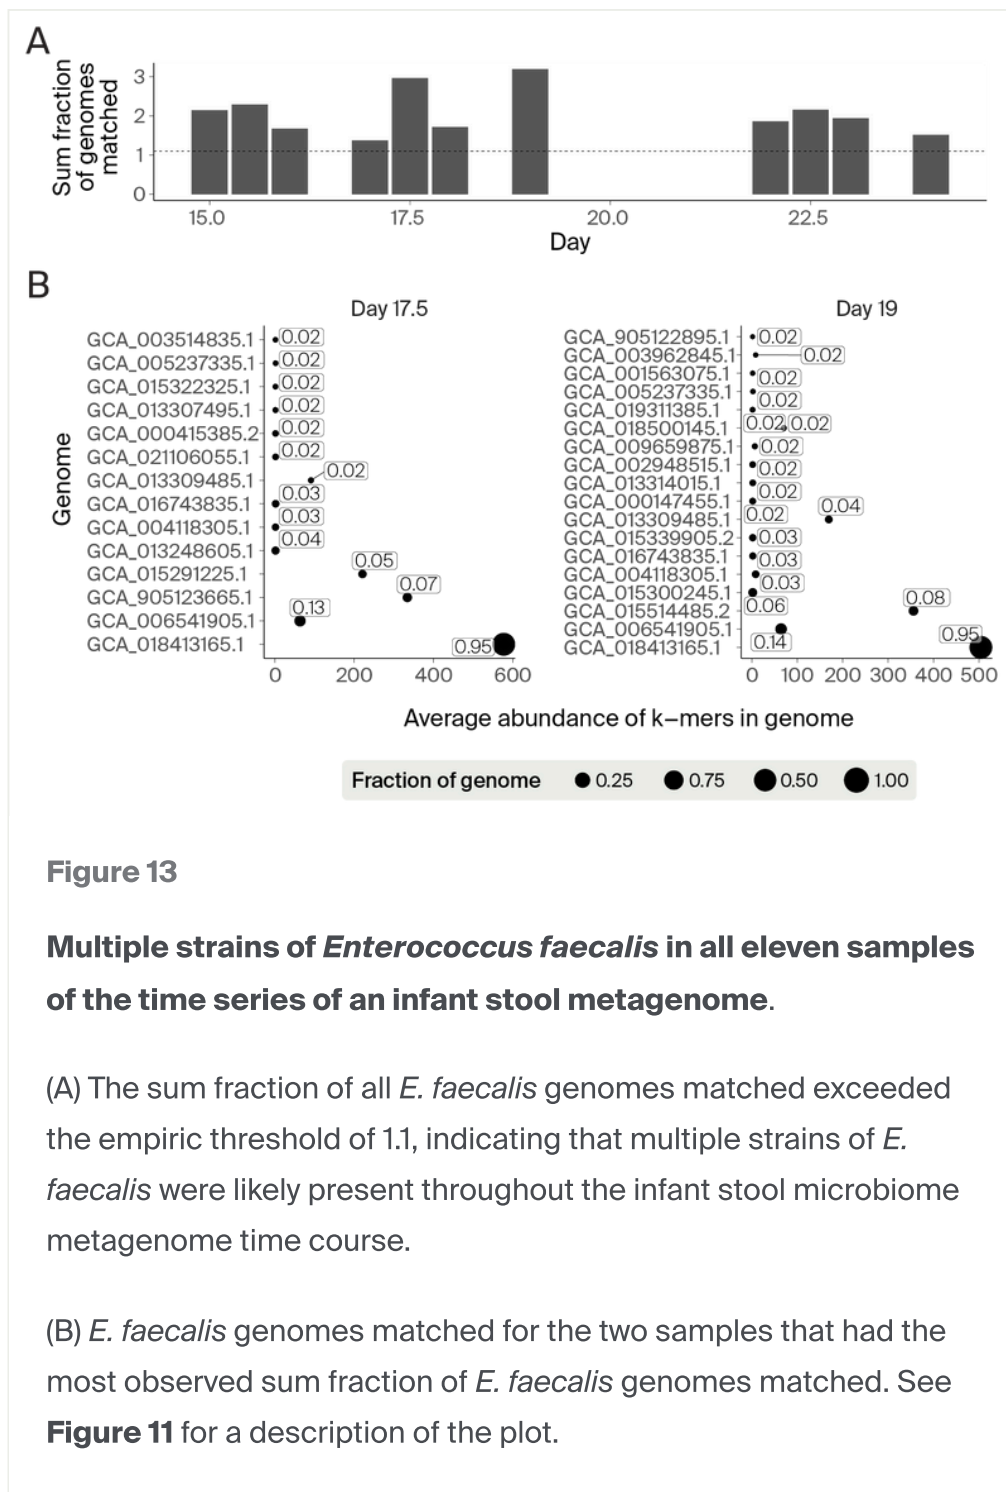 A
Sum fraction
of genomes
matched
3
2
1
0
15.0 17.5 20.0 22.5
Day
B
Day 17.5
Genome
GCA_003514835.1 0.02
GCA_005237335.1 0.02
GCA_015322325.1 0.02
GCA_013307495.1 0.02
GCA_000415385.2 0.02
GCA_021106055.1 0.02
GCA_013309485.1 0.02
GCA_016743835.1 0.03
GCA_004118305.1 0.03
GCA_013248605.1 0.04
GCA_015291225.1 0.05
GCA_905123665.1 0.07
GCA_006541905.1 0.13
GCA_018413165.1 0.95
0 200 400 600
Day 19
GCA_905122895.1 0.02
GCA_003962845.1 0.02
GCA_001563075.1 0.02
GCA_005237335.1 0.02
GCA_019311385.1 0.02
GCA_018500145.1 0.02
GCA_009659875.1 0.02
GCA_002948515.1 0.02
GCA_013314015.1 0.02
GCA_000147455.1 0.02
GCA_013309485.1 0.04
GCA_015339905.2 0.03
GCA_016743835.1 0.03
GCA_004118305.1 0.03
GCA_015300245.1 0.06
GCA_015514485.2 0.08
GCA_006541905.1 0.14
GCA_018413165.1 0.95
0 100 200 300 400 500
Average abundance of k–mers in genome
Fraction of genome 0.25 0.75 0.50 1.00
Figure 13
Multiple strains of Enterococcus faecalis in all eleven samples
of the time series of an infant stool metagenome.
(A) The sum fraction of all E. faecalis genomes matched exceeded
the empiric threshold of 1.1, indicating that multiple strains of E.
faecalis were likely present throughout the infant stool microbiome
metagenome time course.
(B) E. faecalis genomes matched for the two samples that had the
most observed sum fraction of E. faecalis genomes matched. See
Figure 11 for a description of the plot.